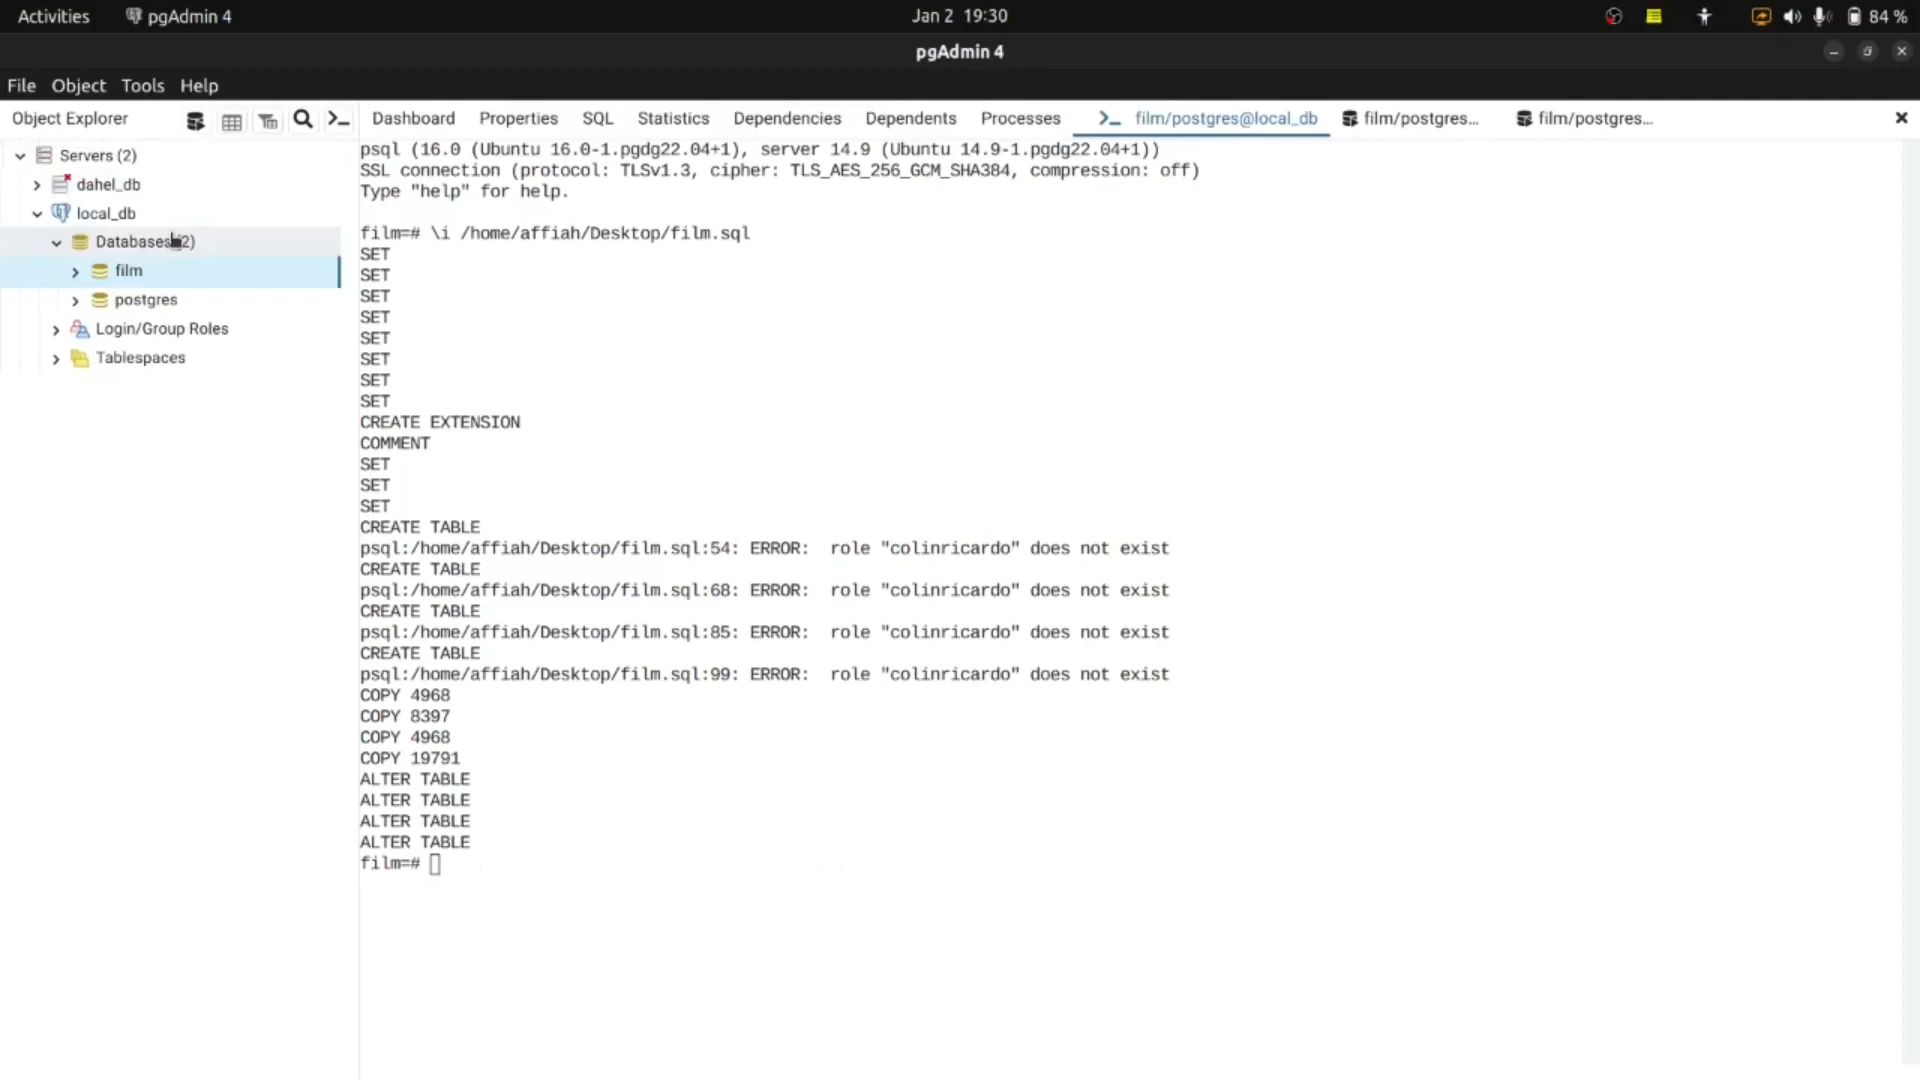 Activities pgAdmin 4 Jan 2 19:30 84 %
pgAdmin 4
File Object Tools Help
Object Explorer Dashboard Properties SQL Statistics Dependencies Dependents Processes film/postgres@local_db film/postgres... film/postgres...
Servers (2)
dahel_db
local_db
Databases (2)
film
postgres
Login/Group Roles
Tablespaces
psql (16.0 (Ubuntu 16.0-1.pgdg22.04+1), server 14.9 (Ubuntu 14.9-1.pgdg22.04+1))
SSL connection (protocol: TLSv1.3, cipher: TLS_AES_256_GCM_SHA384, compression: off)
Type "help" for help.
film=# \i /home/affiah/Desktop/film.sql
SET
SET
SET
SET
SET
SET
SET
SET
CREATE EXTENSION
COMMENT
SET
SET
SET
CREATE TABLE
psql:/home/affiah/Desktop/film.sql:54: ERROR:  role "colinricardo" does not exist
CREATE TABLE
psql:/home/affiah/Desktop/film.sql:68: ERROR:  role "colinricardo" does not exist
CREATE TABLE
psql:/home/affiah/Desktop/film.sql:85: ERROR:  role "colinricardo" does not exist
CREATE TABLE
psql:/home/affiah/Desktop/film.sql:99: ERROR:  role "colinricardo" does not exist
COPY 4968
COPY 8397
COPY 4968
COPY 19791
ALTER TABLE
ALTER TABLE
ALTER TABLE
ALTER TABLE
film=#